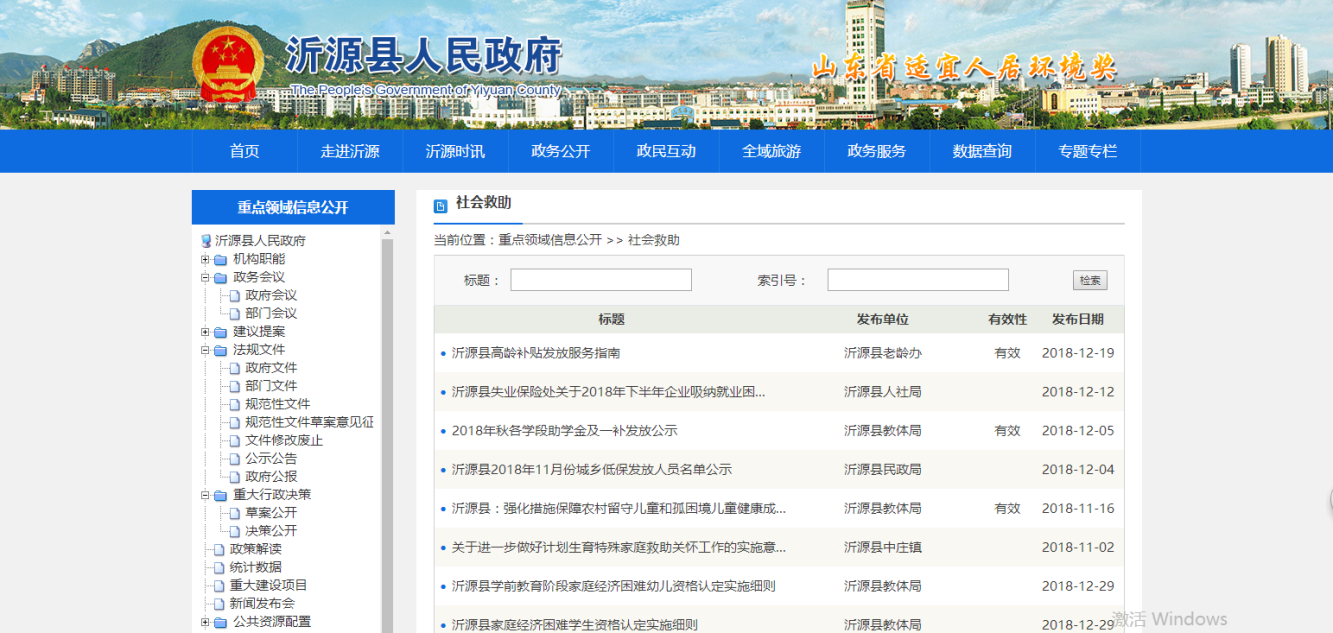 沂源县人民政府
The People's Government of Yiyuan County
山东省适宜人居环境奖
首页 走进沂源 沂源时讯 政务公开 政民互动 全域旅游 政务服务 数据查询 专题专栏
重点领域信息公开
沂源县人民政府
机构职能
政务会议
政府会议
部门会议
建议提案
法规文件
政府文件
部门文件
规范性文件
规范性文件草案意见征
文件修改废止
公示公告
政府公报
重大行政决策
草案公开
决策公开
政策解读
统计数据
重大建设项目
新闻发布会
公共资源配置
社会救助
当前位置：重点领域信息公开 >> 社会救助
标题： 索引号： 检索
标题 发布单位 有效性 发布日期
沂源县高龄补贴发放服务指南 沂源县老龄办 有效 2018-12-19
沂源县失业保险处关于2018年下半年企业吸纳就业困... 沂源县人社局 2018-12-12
2018年秋各学段助学金及一补发放公示 沂源县教体局 有效 2018-12-05
沂源县2018年11月份城乡低保发放人员名单公示 沂源县民政局 2018-12-04
沂源县：强化措施保障农村留守儿童和孤困境儿童健康成... 沂源县教体局 有效 2018-11-16
关于进一步做好计划生育特殊家庭救助关怀工作的实施意... 沂源县中庄镇 2018-11-02
沂源县学前教育阶段家庭经济困难幼儿资格认定实施细则 沂源县教体局 2018-12-29
沂源县家庭经济困难学生资格认定实施细则 沂源县教体局 2018-12-29
激活 Windows